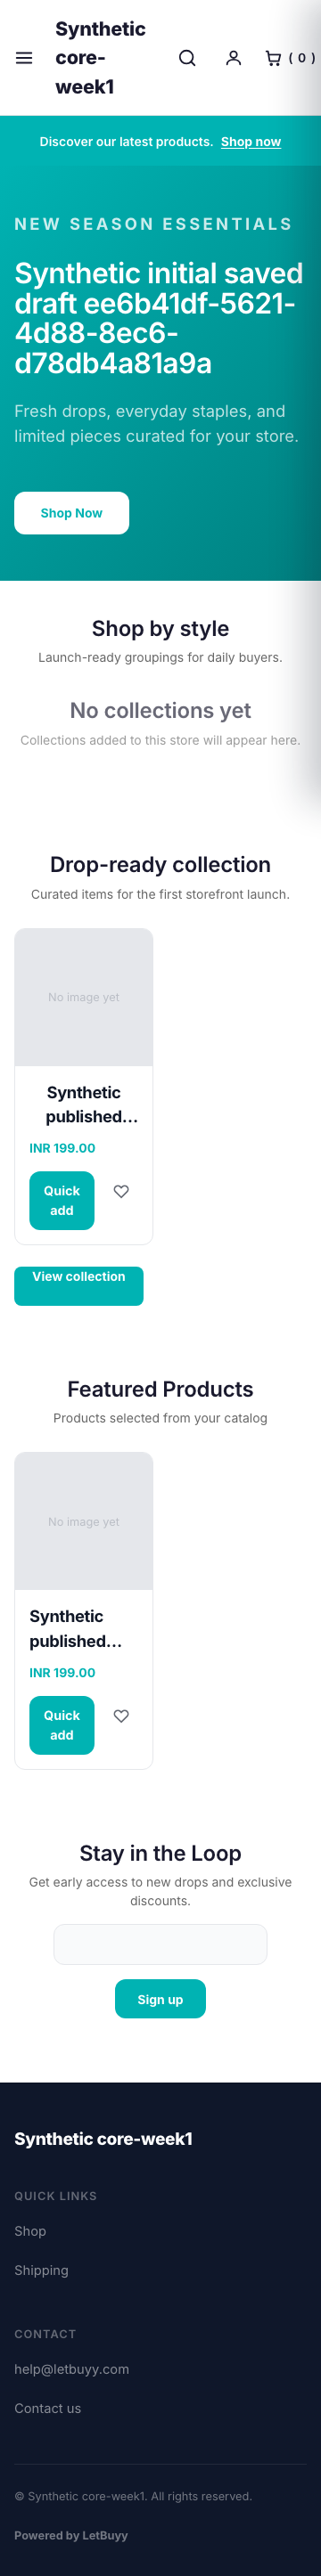 Synthetic
core-
week1
( 0 )
Discover our latest products. Shop now
NEW SEASON ESSENTIALS
Synthetic initial saved
draft ee6b41df-5621-
4d88-8ec6-
d78db4a81a9a
Fresh drops, everyday staples, and
limited pieces curated for your store.
Shop Now
Shop by style
Launch-ready groupings for daily buyers.
No collections yet
Collections added to this store will appear here.
Drop-ready collection
Curated items for the first storefront launch.
No image yet
Synthetic
published...
INR 199.00
Quick
add
View collection
Featured Products
Products selected from your catalog
No image yet
Synthetic
published...
INR 199.00
Quick
add
Stay in the Loop
Get early access to new drops and exclusive
discounts.
Sign up
Synthetic core-week1
QUICK LINKS
Shop
Shipping
CONTACT
help@letbuyy.com
Contact us
© Synthetic core-week1. All rights reserved.
Powered by LetBuyy